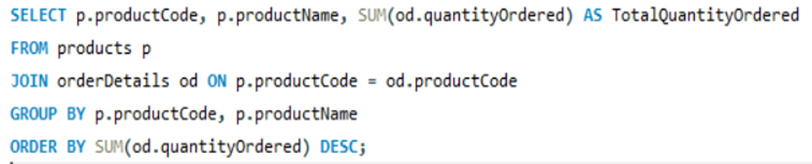 SELECT p.productCode, p.productName, SUM(od.quantityOrdered) AS TotalQuantityOrdered
FROM products p
JOIN orderDetails od ON p.productCode = od.productCode
GROUP BY p.productCode, p.productName
ORDER BY SUM(od.quantityOrdered) DESC;